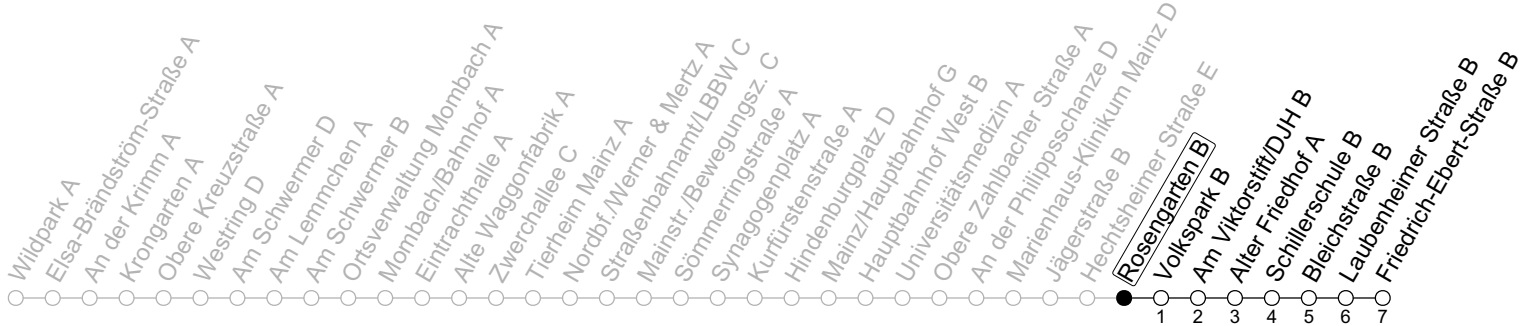 Wildpark A
Elsa-Brändström-Straße A
An der Krimm A
Krongarten A
Obere Kreuzstraße A
Westring D
Am Schwermer D
Am Lemmchen A
Am Schwermer B
Ortsverwaltung Mombach A
Mombach/Bahnhof A
Eintrachthalle A
Alte Waggonfabrik A
Zwerchallee C
Tierheim Mainz A
Nordbf./Werner & Mertz A
Straßenbahnamt/LBBW C
Mainstr./Bewegungsz. C
Sömmerringstraße A
Synagogenplatz A
Kurfürstenstraße A
Hindenburgplatz D
Mainz/Hauptbahnhof G
Hauptbahnhof West B
Universitätsmedizin A
Obere Zahlbacher Straße A
An der Philippsschanze D
Marienhaus-Klinikum Mainz D
Jägerstraße B
Hechtsheimer Straße E
Rosengarten B
Volkspark B
Am Viktorstift/DJH B
Alter Friedhof A
Schillerschule B
Bleichstraße B
Laubenheimer Straße B
Friedrich-Ebert-Straße B
1 2 3 4 5 6 7